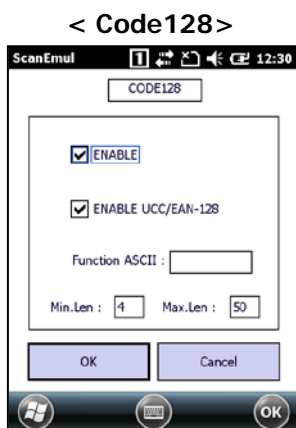 < Code128>
ScanEmul 1 12:30
CODE128
ENABLE
ENABLE UCC/EAN-128
Function ASCII :
Min.Len : 4 Max.Len : 50
OK Cancel
OK